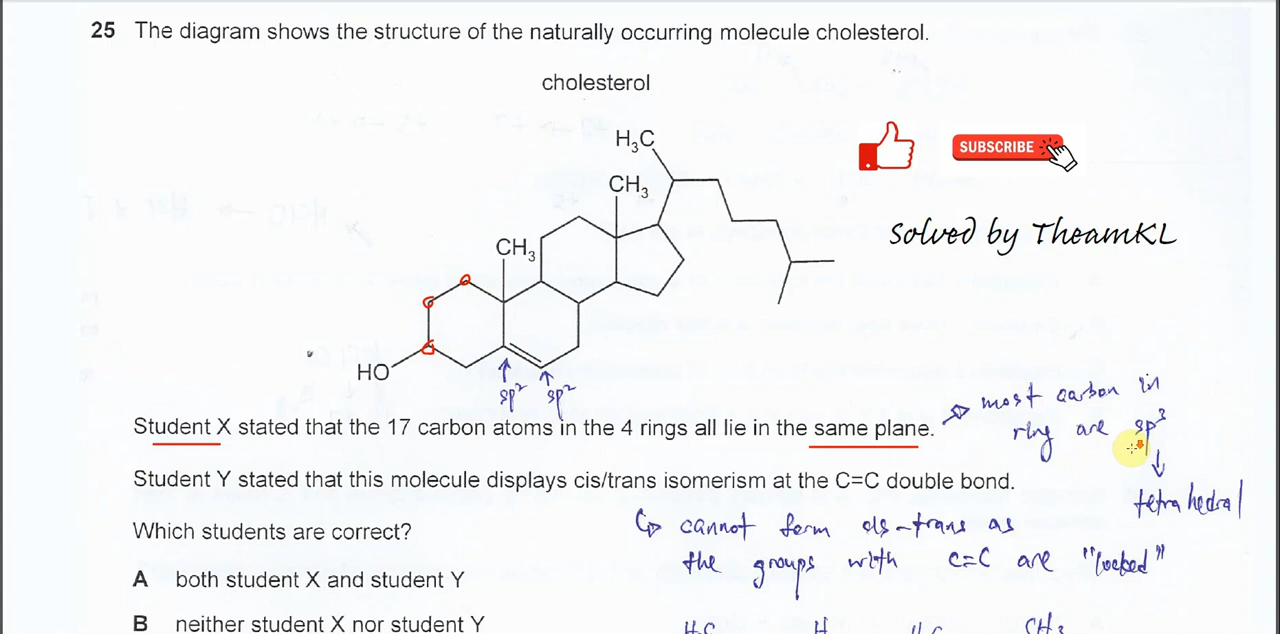 25 The diagram shows the structure of the naturally occurring molecule cholesterol.
cholesterol
H₃C
CH₃
CH₃
HO
sp²
sp²
SUBSCRIBE
Solved by TheamKL
most carbon in
ring are sp³
tetrahedral
Student X stated that the 17 carbon atoms in the 4 rings all lie in the same plane.
Student Y stated that this molecule displays cis/trans isomerism at the C=C double bond.
cannot form cis-trans as
the groups with C=C are "locked"
Which students are correct?
A both student X and student Y
B neither student X nor student Y
H
CH₃